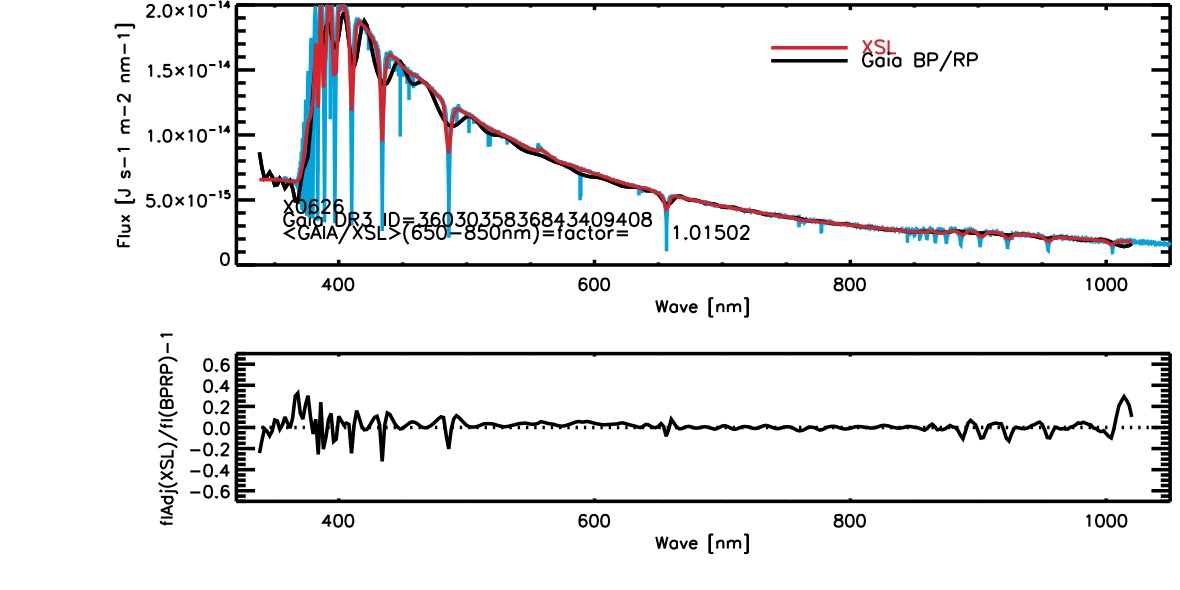 2.0×10⁻¹⁴
1.5×10⁻¹⁴
1.0×10⁻¹⁴
5.0×10⁻¹⁵
0
Flux [J s−1 m−2 nm−1]
XSL
Gaia BP/RP
X0626
Gaia DR3 ID=3603035836843409408
<GAIA/XSL>(650−850nm)=factor= 1.01502
400 600 800 1000
Wave [nm]
0.6
0.4
0.2
0.0
−0.2
−0.4
−0.6
flAdj(XSL)/fl(BPRP)−1
400 600 800 1000
Wave [nm]